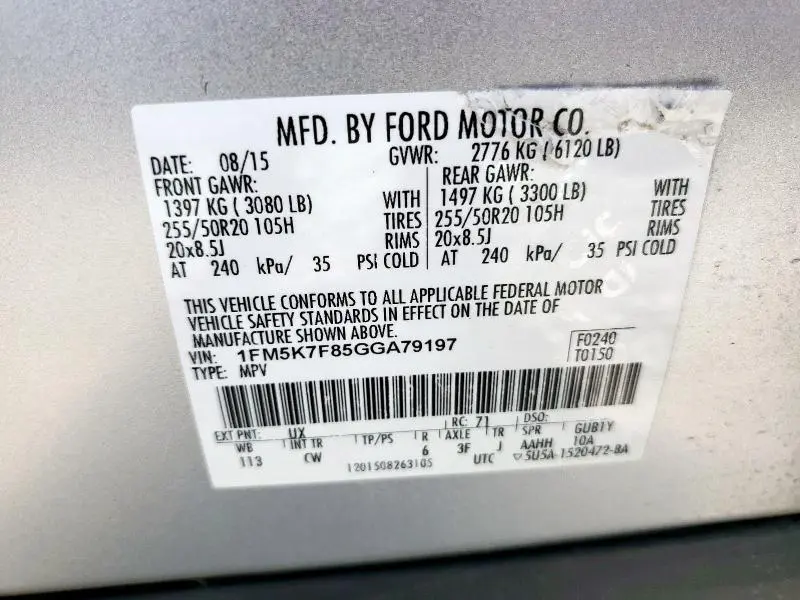 MFD. BY FORD MOTOR CO.
DATE: 08/15 GVWR: 2776 KG ( 6120 LB)
FRONT GAWR: REAR GAWR:
1397 KG ( 3080 LB) WITH 1497 KG ( 3300 LB) WITH
255/50R20 105H TIRES 255/50R20 105H TIRES
20x8.5J RIMS 20x8.5J RIMS
AT 240 kPa/ 35 PSI COLD AT 240 kPa/ 35 PSI COLD
THIS VEHICLE CONFORMS TO ALL APPLICABLE FEDERAL MOTOR
VEHICLE SAFETY STANDARDS IN EFFECT ON THE DATE OF
MANUFACTURE SHOWN ABOVE.
VIN: 1FM5K7F85GGA79197 F0240
TYPE: MPV T0150
EXT PNT: UX RC: 71 DSO:
WB INT TR TP/PS R AXLE TR SPR GUB1Y
113 CW 6 3F J AAHH 10A
1201508263105 UTC ▽5U5A-1520472-BA